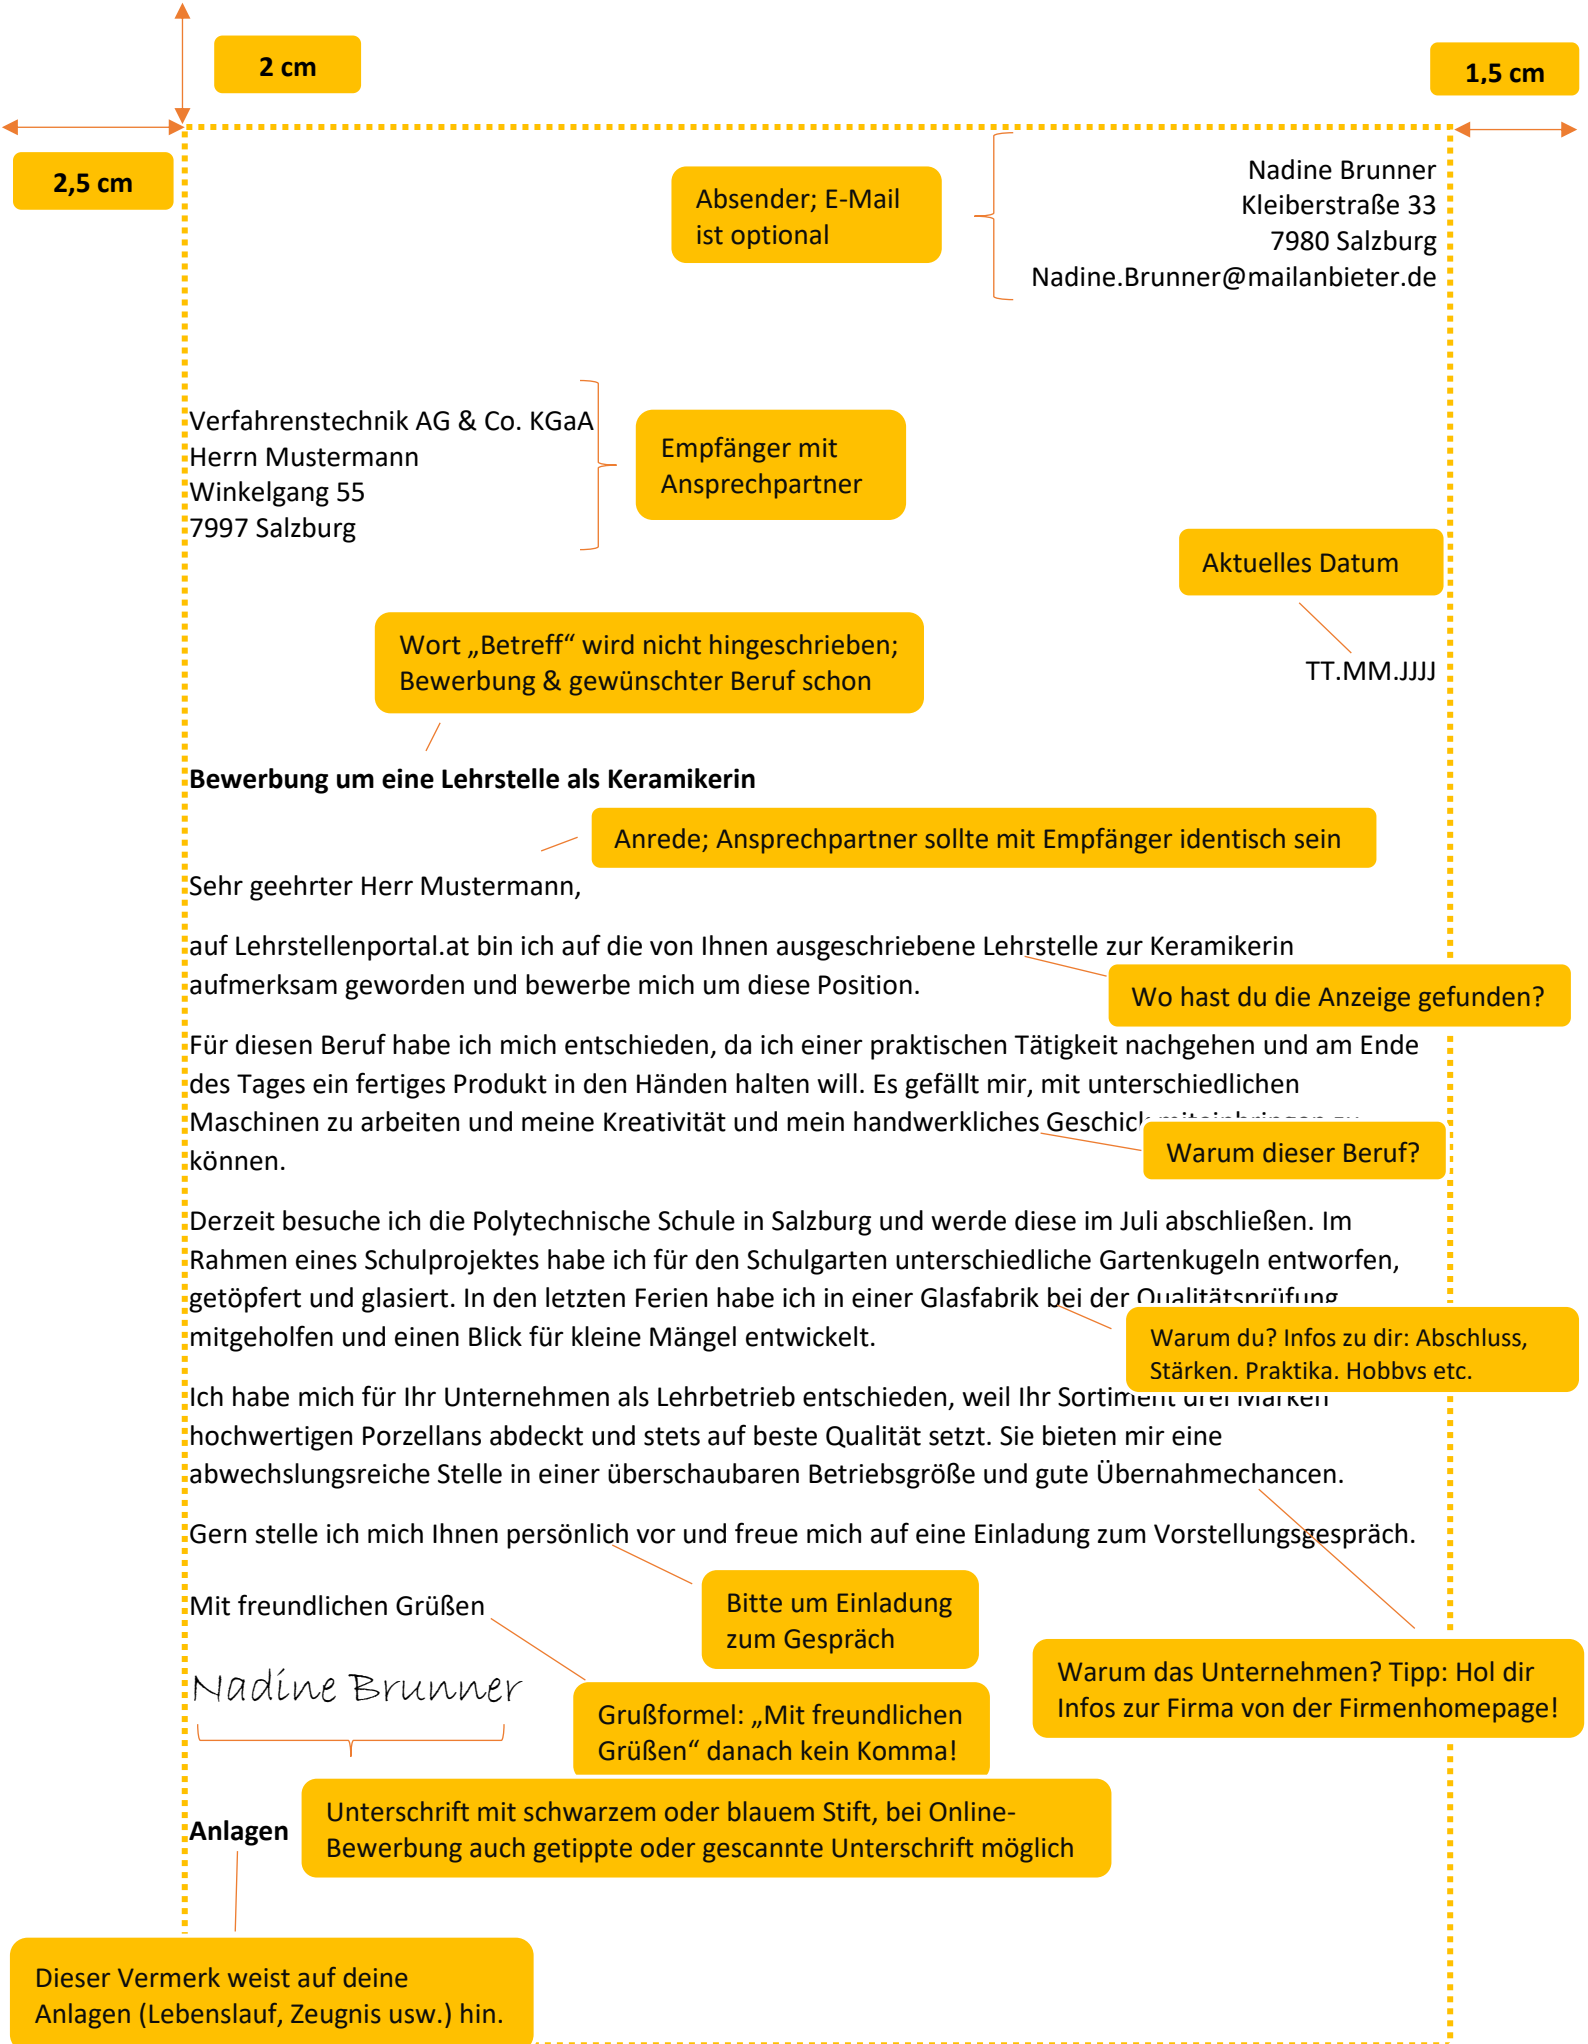 2 cm
1,5 cm
2,5 cm
Absender; E-Mail
ist optional
Nadine Brunner
Kleiberstraße 33
7980 Salzburg
Nadine.Brunner@mailanbieter.de
Verfahrenstechnik AG & Co. KGaA
Herrn Mustermann
Winkelgang 55
7997 Salzburg
Empfänger mit
Ansprechpartner
Aktuelles Datum
Wort „Betreff“ wird nicht hingeschrieben;
Bewerbung & gewünschter Beruf schon
TT.MM.JJJJ
Bewerbung um eine Lehrstelle als Keramikerin
Anrede; Ansprechpartner sollte mit Empfänger identisch sein
Sehr geehrter Herr Mustermann,
auf Lehrstellenportal.at bin ich auf die von Ihnen ausgeschriebene Lehrstelle zur Keramikerin
aufmerksam geworden und bewerbe mich um diese Position.
Wo hast du die Anzeige gefunden?
Für diesen Beruf habe ich mich entschieden, da ich einer praktischen Tätigkeit nachgehen und am Ende
des Tages ein fertiges Produkt in den Händen halten will. Es gefällt mir, mit unterschiedlichen
Maschinen zu arbeiten und meine Kreativität und mein handwerkliches Geschick miteinbringen zu
können.
Warum dieser Beruf?
Derzeit besuche ich die Polytechnische Schule in Salzburg und werde diese im Juli abschließen. Im
Rahmen eines Schulprojektes habe ich für den Schulgarten unterschiedliche Gartenkugeln entworfen,
getöpfert und glasiert. In den letzten Ferien habe ich in einer Glasfabrik bei der Qualitätsprüfung
mitgeholfen und einen Blick für kleine Mängel entwickelt.
Warum du? Infos zu dir: Abschluss,
Stärken, Praktika, Hobbys etc.
Ich habe mich für Ihr Unternehmen als Lehrbetrieb entschieden, weil Ihr Sortiment drei Marken
hochwertigen Porzellans abdeckt und stets auf beste Qualität setzt. Sie bieten mir eine
abwechslungsreiche Stelle in einer überschaubaren Betriebsgröße und gute Übernahmechancen.
Gern stelle ich mich Ihnen persönlich vor und freue mich auf eine Einladung zum Vorstellungsgespräch.
Mit freundlichen Grüßen
Bitte um Einladung
zum Gespräch
Warum das Unternehmen? Tipp: Hol dir
Infos zur Firma von der Firmenhomepage!
Nadine Brunner
Grußformel: „Mit freundlichen
Grüßen“ danach kein Komma!
Unterschrift mit schwarzem oder blauem Stift, bei Online-
Bewerbung auch getippte oder gescannte Unterschrift möglich
Anlagen
Dieser Vermerk weist auf deine
Anlagen (Lebenslauf, Zeugnis usw.) hin.